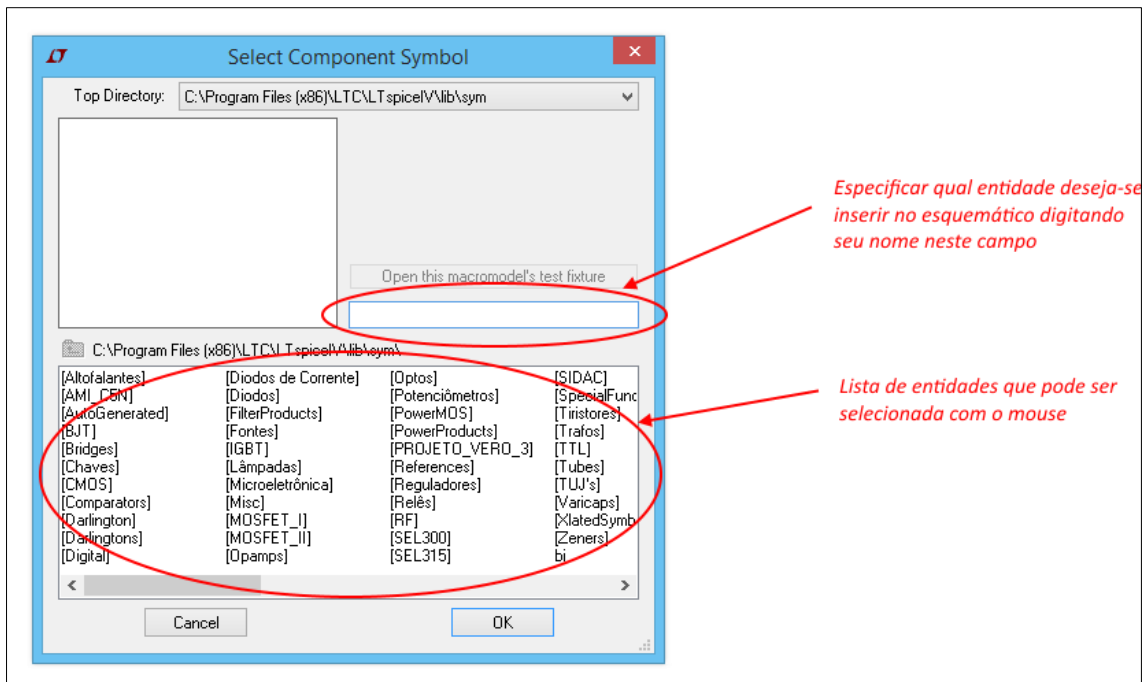 Select Component Symbol
Top Directory: C:\Program Files (x86)\LTC\LTspiceIV\lib\sym
Especificar qual entidade deseja-se
inserir no esquemático digitando
seu nome neste campo
Open this macromodel's test fixture
C:\Program Files (x86)\LTC\LTspiceIV\lib\sym\
[Altofalantes] [Diodos de Corrente] [Optos] [SIDAC]
[AMI_C5N] [Diodos] [Potenciômetros] [SpecialFunc
[AutoGenerated] [FilterProducts] [PowerMOS] [Tiristores]
[BJT] [Fontes] [PowerProducts] [Trafos]
[Bridges] [IGBT] [PROJETO_VERO_3] [TTL]
[Chaves] [Lâmpadas] [References] [Tubes]
[CMOS] [Microeletrônica] [Reguladores] [TUJ's]
[Comparators] [Misc] [Relês] [Varicaps]
[Darlington] [MOSFET_I] [RF] [XlatedSymb
[Darlingtons] [MOSFET_II] [SEL300] [Zeners]
[Digital] [Opamps] [SEL315] bi
Lista de entidades que pode ser
selecionada com o mouse
Cancel OK